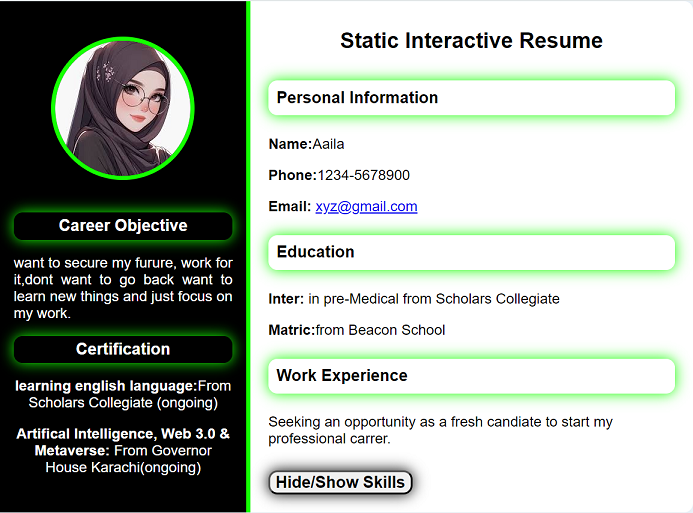 Career Objective
want to secure my furure, work for
it,dont want to go back want to
learn new things and just focus on
my work.
Certification
learning english language:From
Scholars Collegiate (ongoing)
Artifical Intelligence, Web 3.0 &
Metaverse: From Governor
House Karachi(ongoing)
Static Interactive Resume
Personal Information
Name:Aaila
Phone:1234-5678900
Email: xyz@gmail.com
Education
Inter: in pre-Medical from Scholars Collegiate
Matric:from Beacon School
Work Experience
Seeking an opportunity as a fresh candiate to start my
professional carrer.
Hide/Show Skills